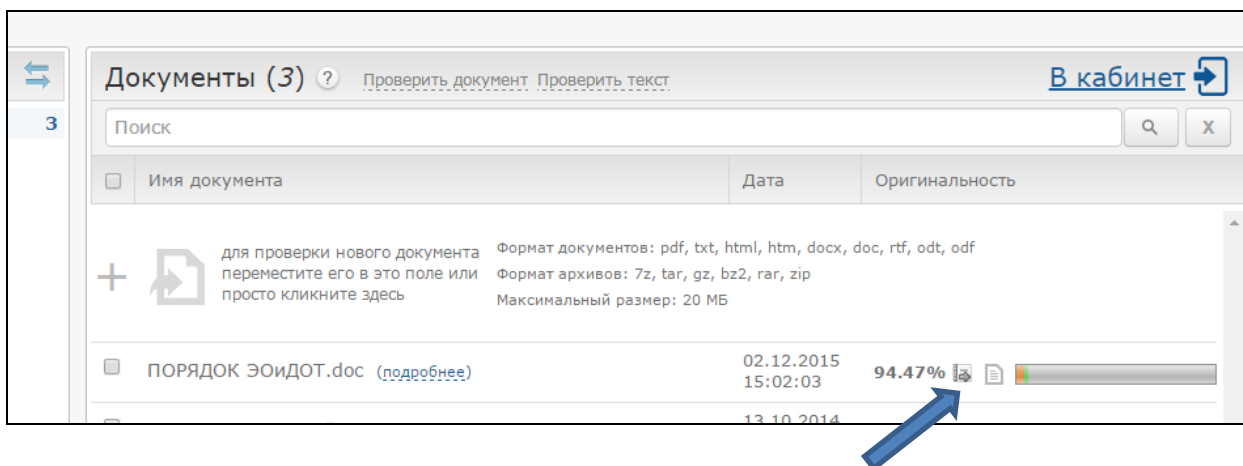 Документы (3) ? Проверить документ Проверить текст В кабинет
3
Поиск X
Имя документа Дата Оригинальность
для проверки нового документа
переместите его в это поле или
просто кликните здесь
Формат документов: pdf, txt, html, htm, docx, doc, rtf, odt, odf
Формат архивов: 7z, tar, gz, bz2, rar, zip
Максимальный размер: 20 МБ
ПОРЯДОК ЭОиДОТ.doc (подробнее) 02.12.2015
15:02:03 94.47%
13.10.2014